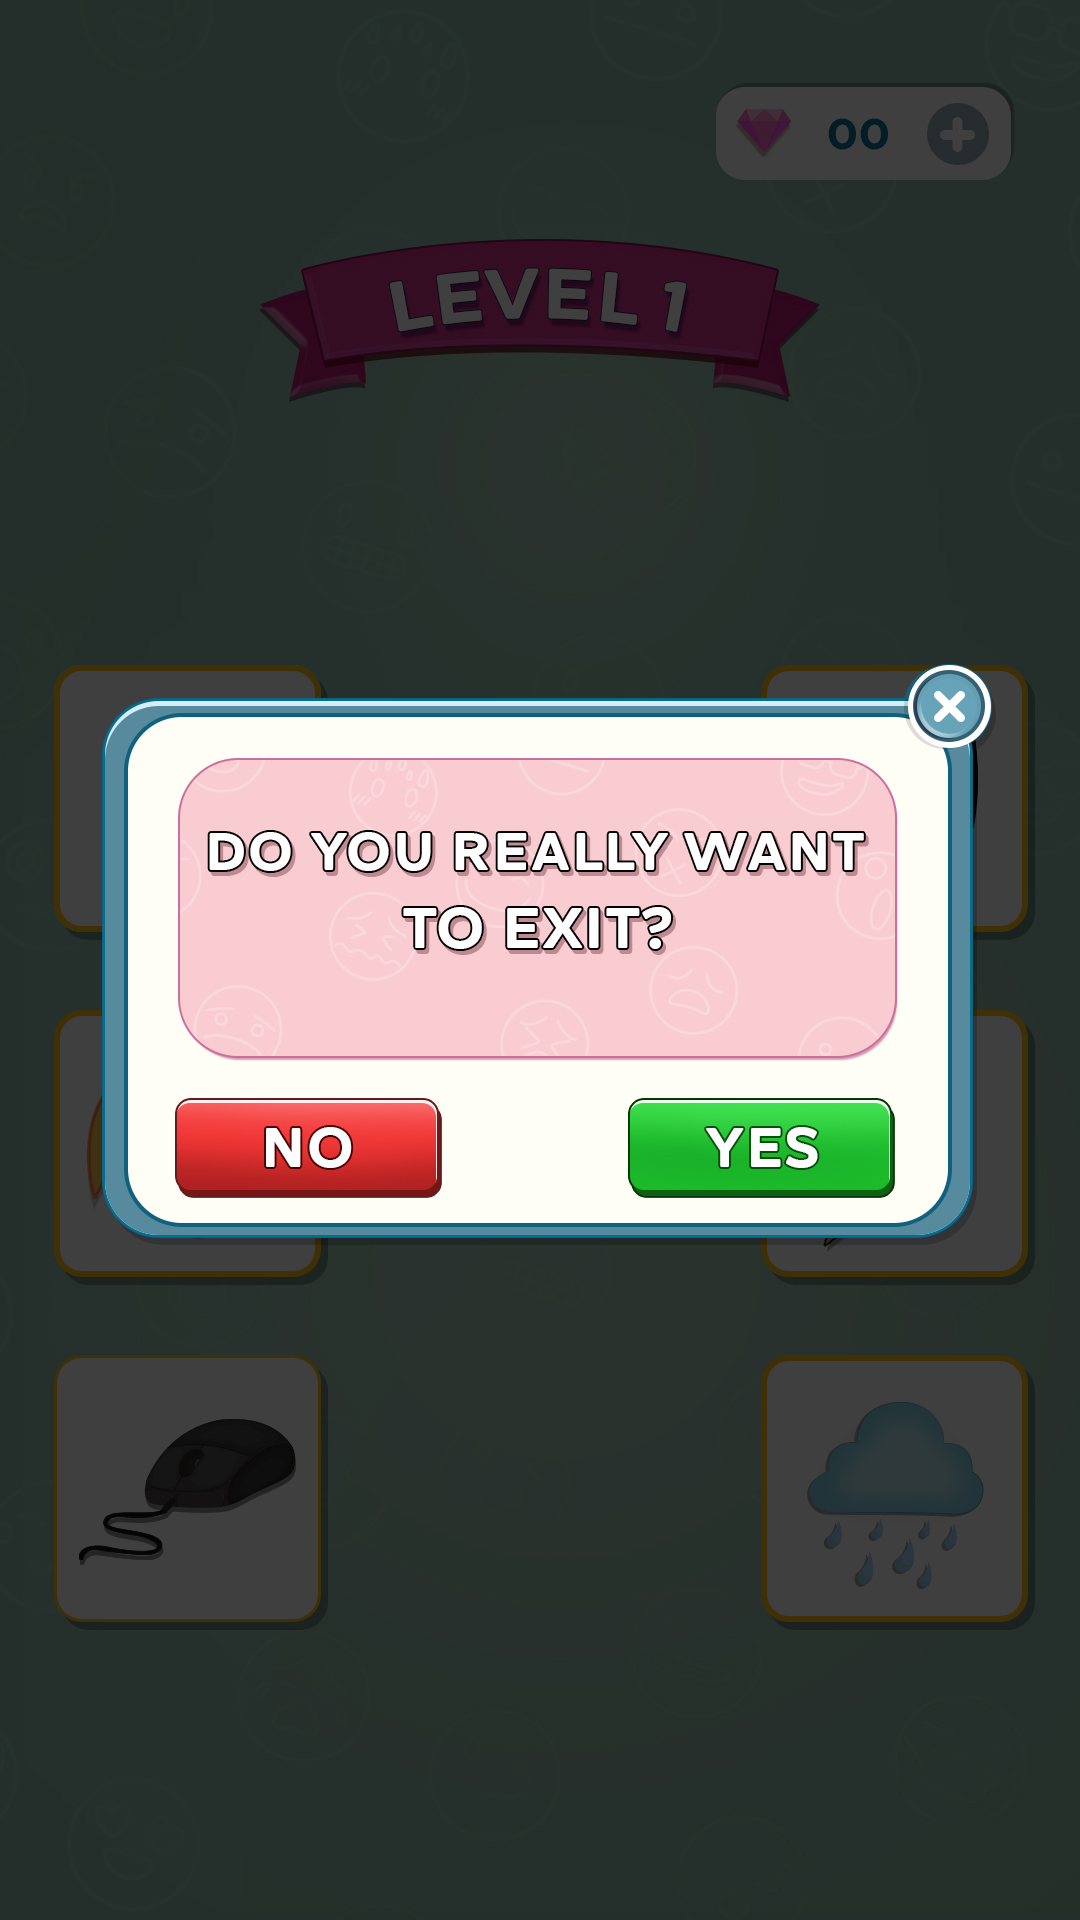 00
LEVEL 1
DO YOU REALLY WANT
TO EXIT?
NO
YES